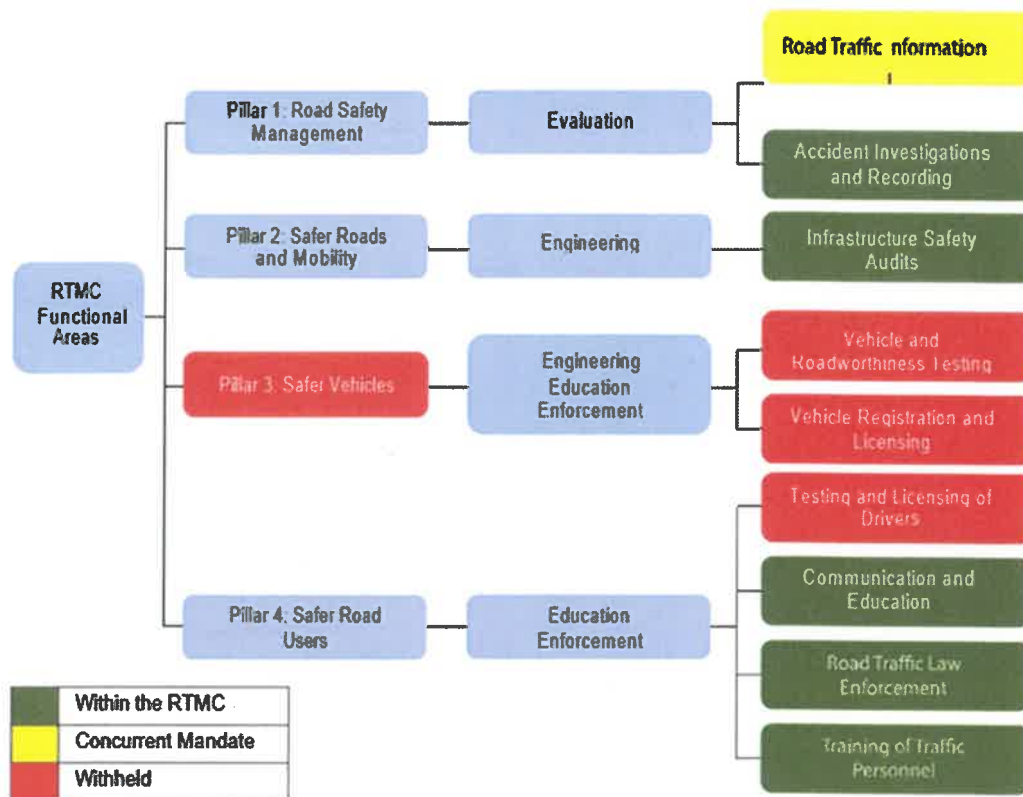 Road Traffic nformation
Pillar 1: Road Safety
Management
Evaluation
Accident Investigations
and Recording
Pillar 2: Safer Roads
and Mobility
Engineering
Infrastructure Safety
Audits
RTMC
Functional
Areas
Pillar 3: Safer Vehicles
Engineering
Education
Enforcement
Vehicle and
Roadworthiness Testing
Vehicle Registration and
Licensing
Testing and Licensing of
Drivers
Communication and
Education
Pillar 4: Safer Road
Users
Education
Enforcement
Road Traffic Law
Enforcement
Training of Traffic
Personnel
Within the RTMC
Concurrent Mandate
Withheld